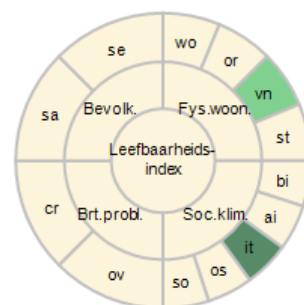 se
wo
or
sa
Bevolk.
Fys.woon.
vn
st
Leefbaarheids-
index
cr
Brt.probl.
Soc.klim.
bi
ai
it
ov
so
os